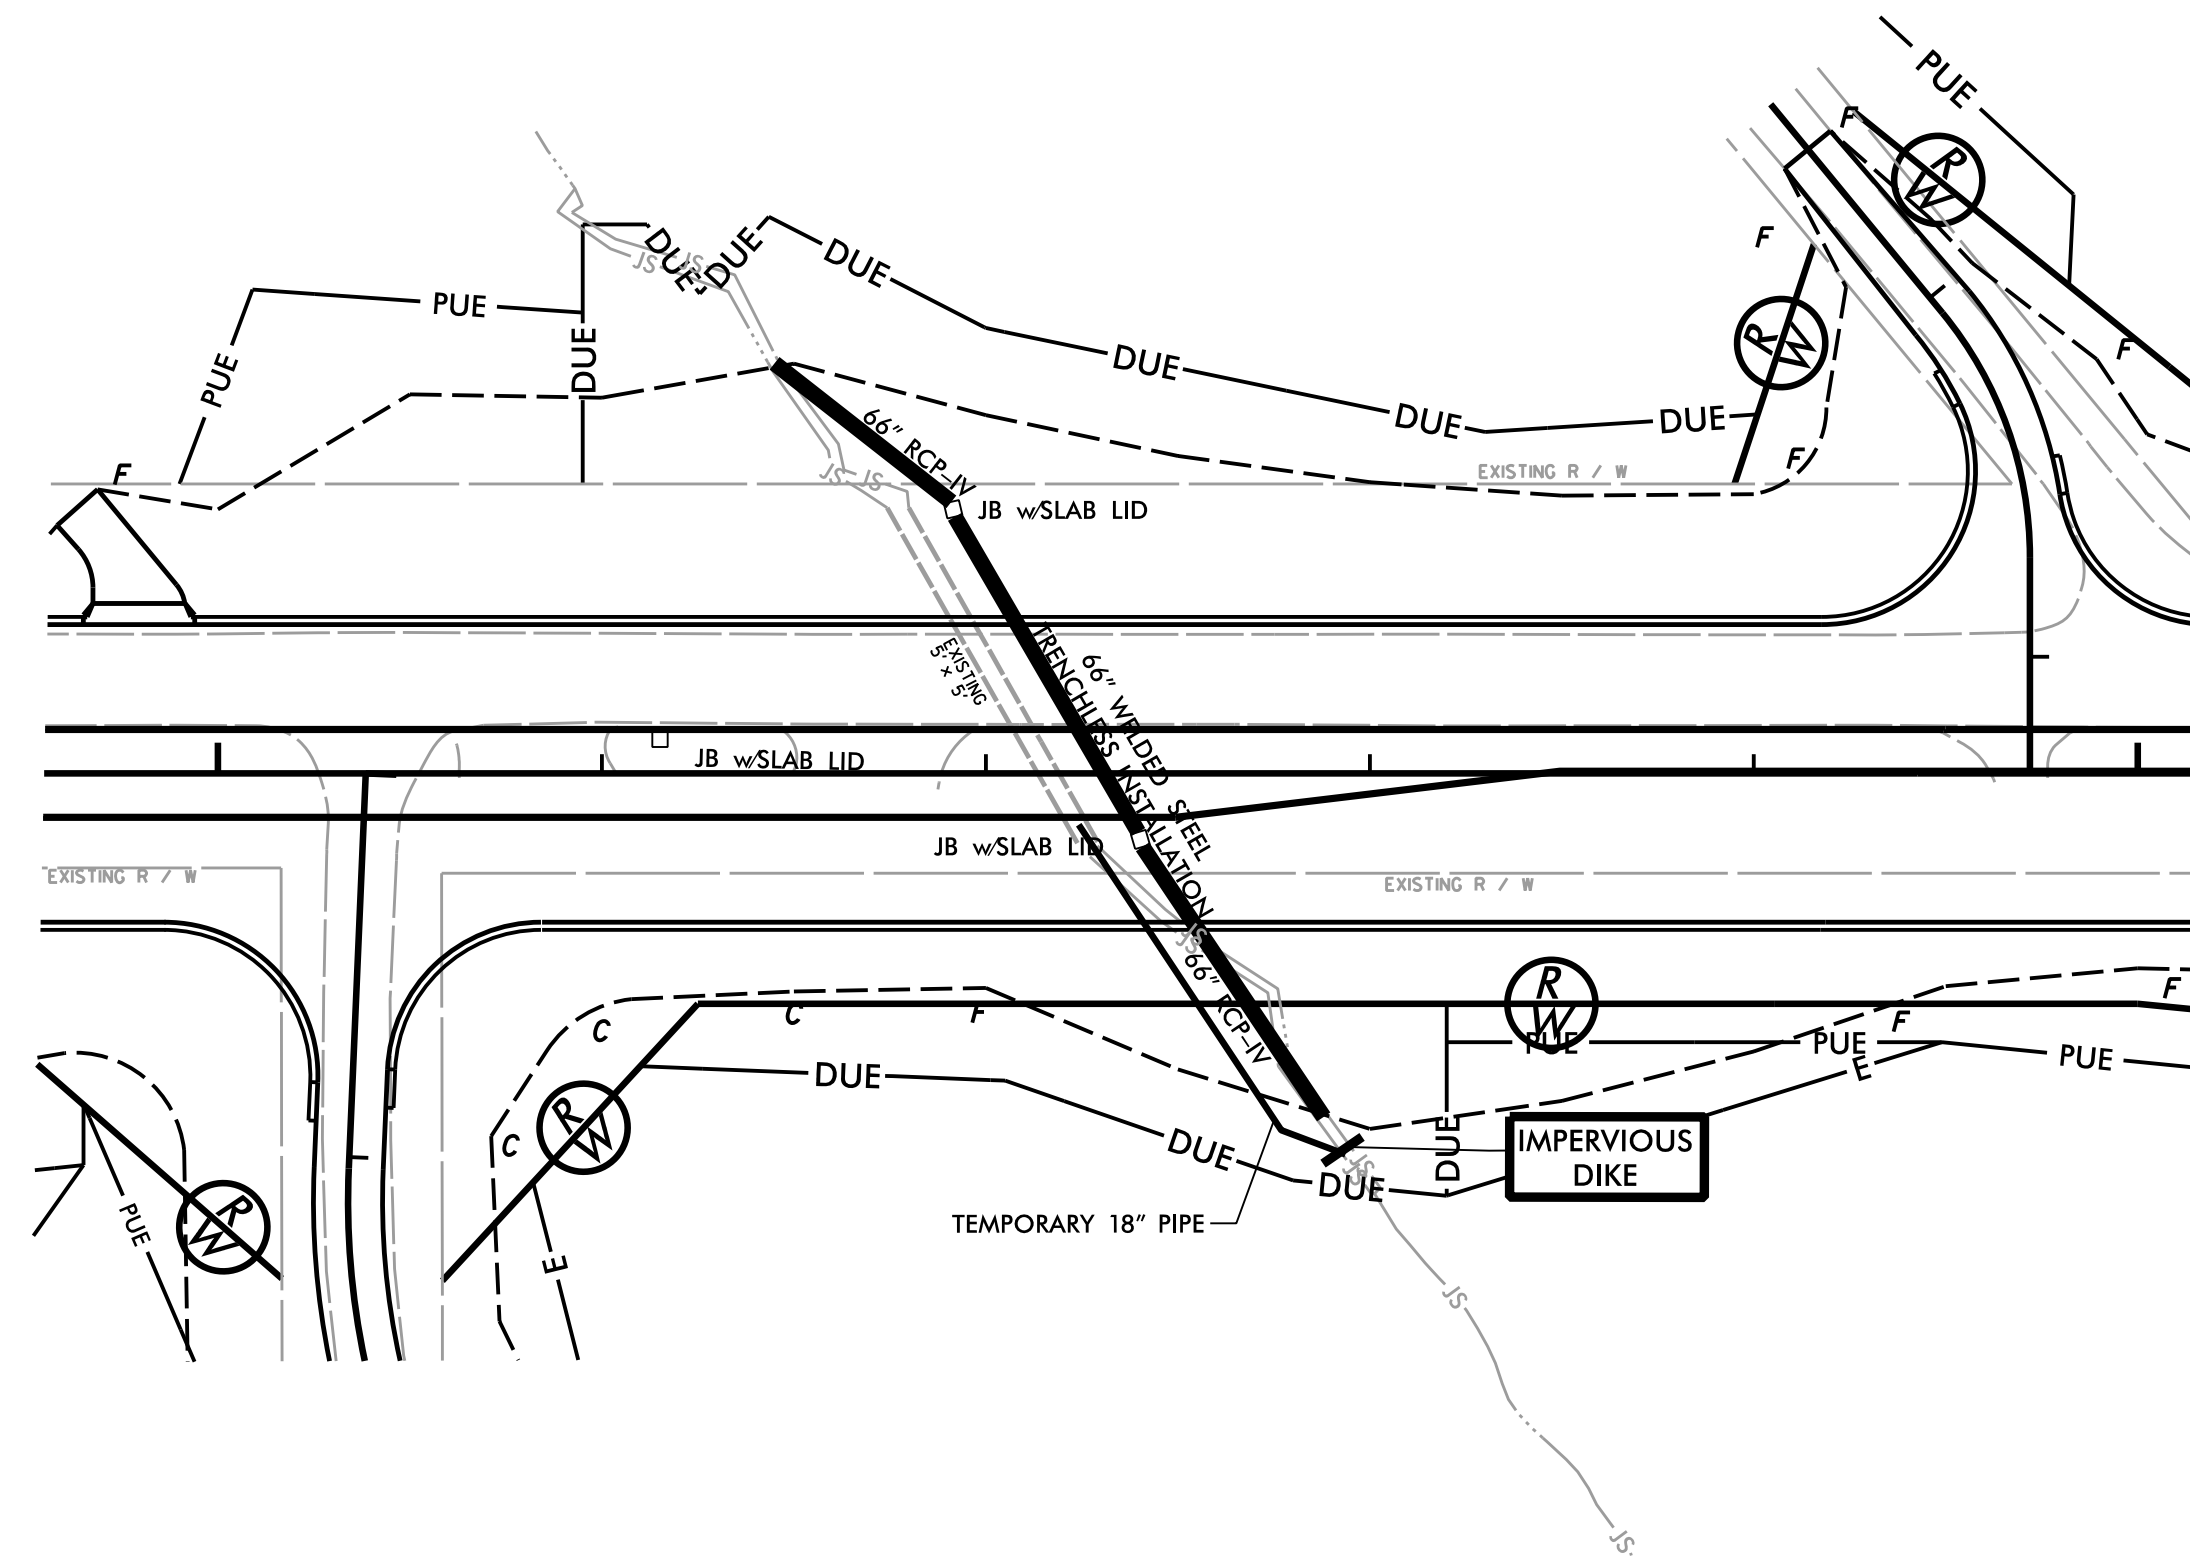 PUE
F
R
W
DUE
DUE
DUE
F
JS
JS
PUE
DUE
R
W
DUE
DUE
F
PUE
DUE
DUE
66" RCP-IV
F
F
JS
JS
EXISTING R / W
JB w/SLAB LID
EXISTING
5' x 5'
66" WELDED STEEL
TRENCHLESS INSTALLATION
JB w/SLAB LID
JB w/SLAB LID
EXISTING R / W
EXISTING R / W
JS
JS
66" RCP-IV
R
W
F
C
C
F
F
PUE
PUE
PUE
E
DUE
R
W
C
DUE
DUE
IMPERVIOUS
DIKE
JS
JS
DUE
PUE
R
W
TEMPORARY 18" PIPE
E
JS
JS